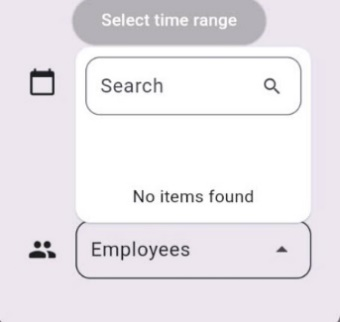 Select time range
Search
No items found
Employees